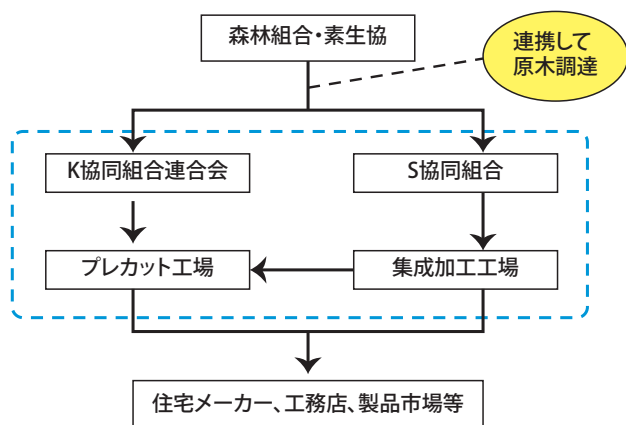 森林組合・素生協
連携して
原木調達
K協同組合連合会
S協同組合
プレカット工場
集成加工工場
住宅メーカー、工務店、製品市場等